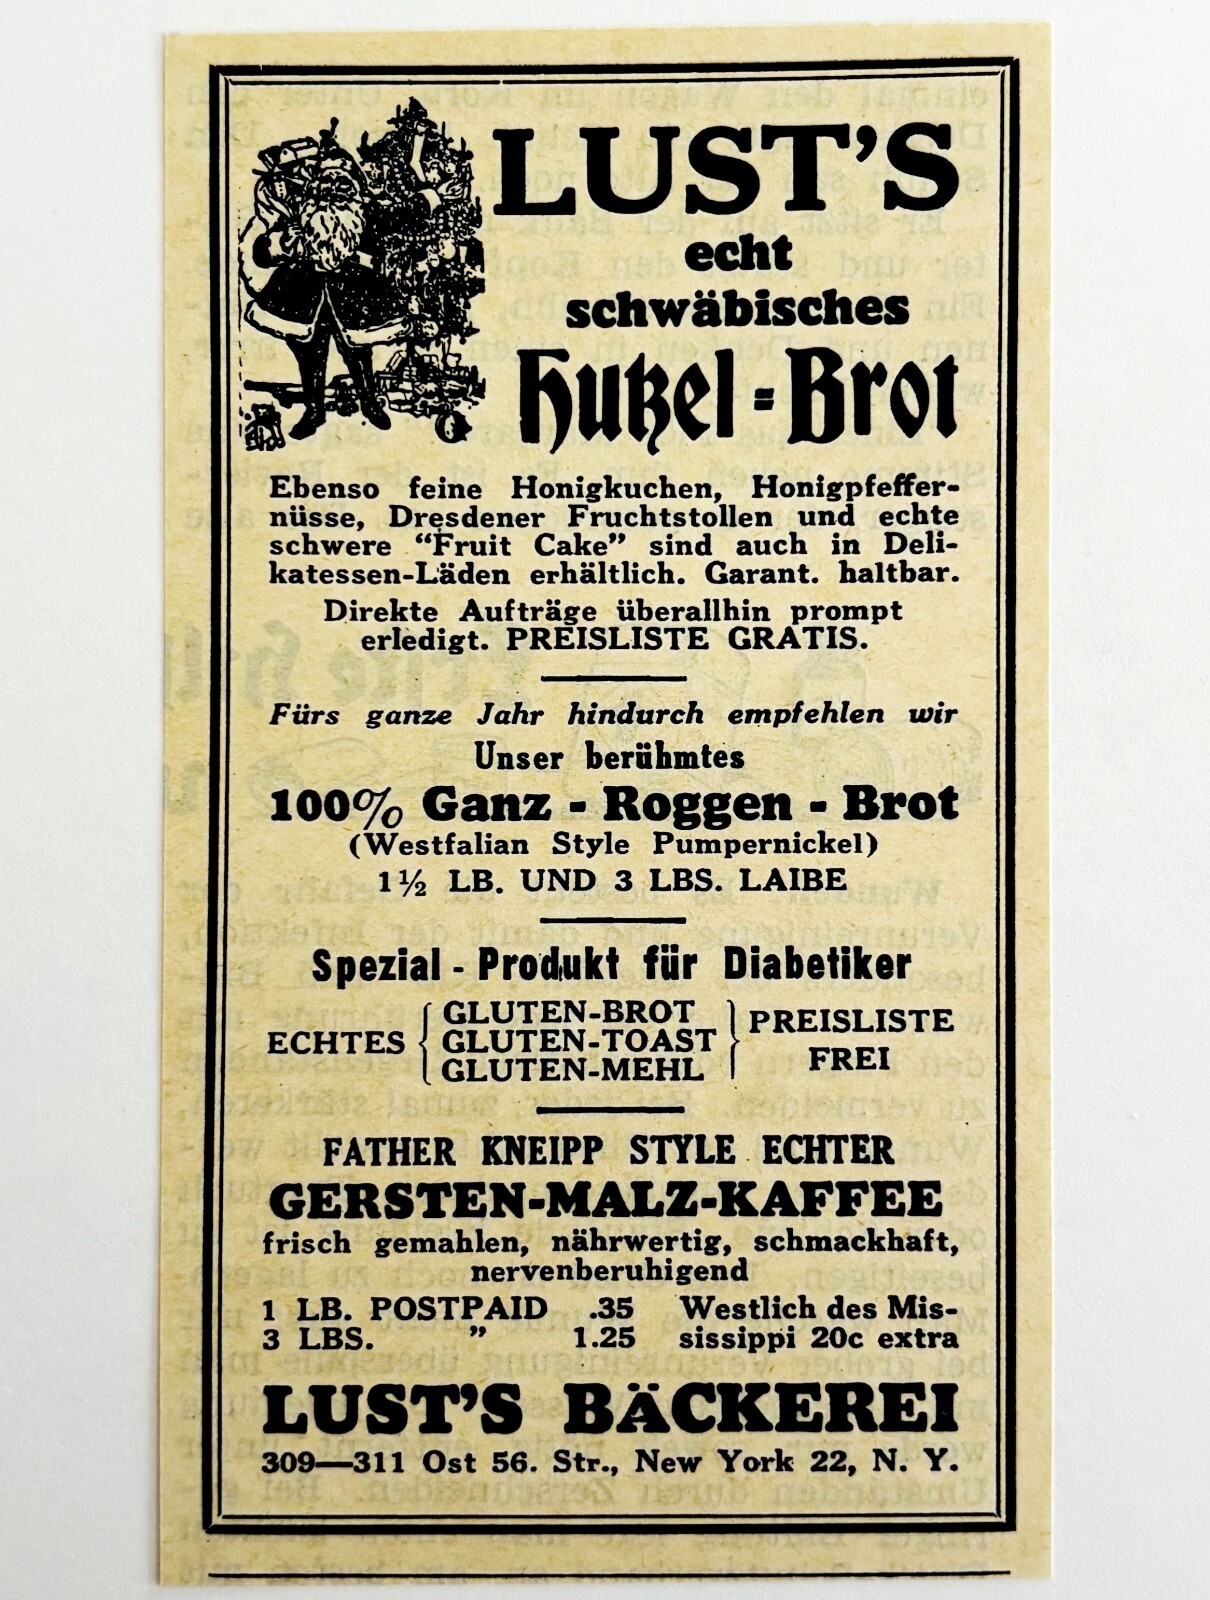 LUST'S
echt
schwäbisches
Hutzel=Brot
Ebenso feine Honigkuchen, Honigpfeffer-
nüsse, Dresdener Fruchtstollen und echte
schwere "Fruit Cake" sind auch in Deli-
katessen-Läden erhältlich. Garant. haltbar.
Direkte Aufträge überallhin prompt
erledigt. PREISLISTE GRATIS.
Fürs ganze Jahr hindurch empfehlen wir
Unser berühmtes
100% Ganz - Roggen - Brot
(Westfalian Style Pumpernickel)
1½ LB. UND 3 LBS. LAIBE
Spezial - Produkt für Diabetiker
ECHTES { GLUTEN-BROT
GLUTEN-TOAST
GLUTEN-MEHL } PREISLISTE
FREI
FATHER KNEIPP STYLE ECHTER
GERSTEN-MALZ-KAFFEE
frisch gemahlen, nährwertig, schmackhaft,
nervenberuhigend
1 LB. POSTPAID .35 Westlich des Mis-
3 LBS. " 1.25 sissippi 20c extra
LUST'S BÄCKEREI
309—311 Ost 56. Str., New York 22, N. Y.